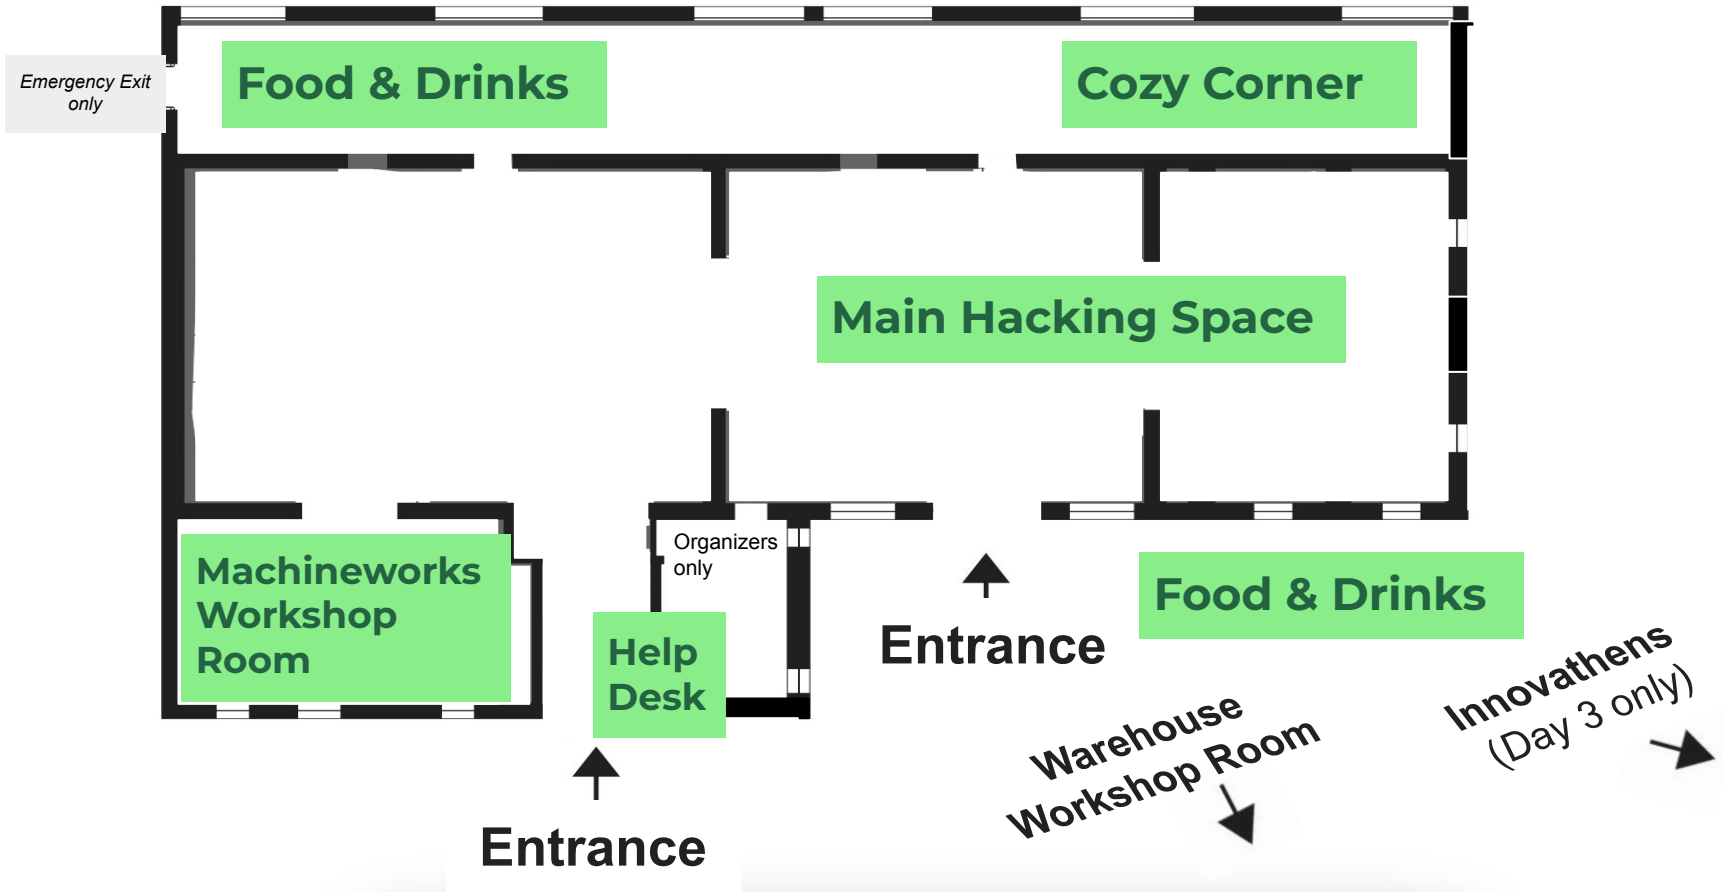 Emergency Exit
only
Food & Drinks
Cozy Corner
Main Hacking Space
Machineworks
Workshop
Room
Organizers
only
Help
Desk
Entrance
Food & Drinks
Entrance
Warehouse
Workshop Room
Innovathens
(Day 3 only)